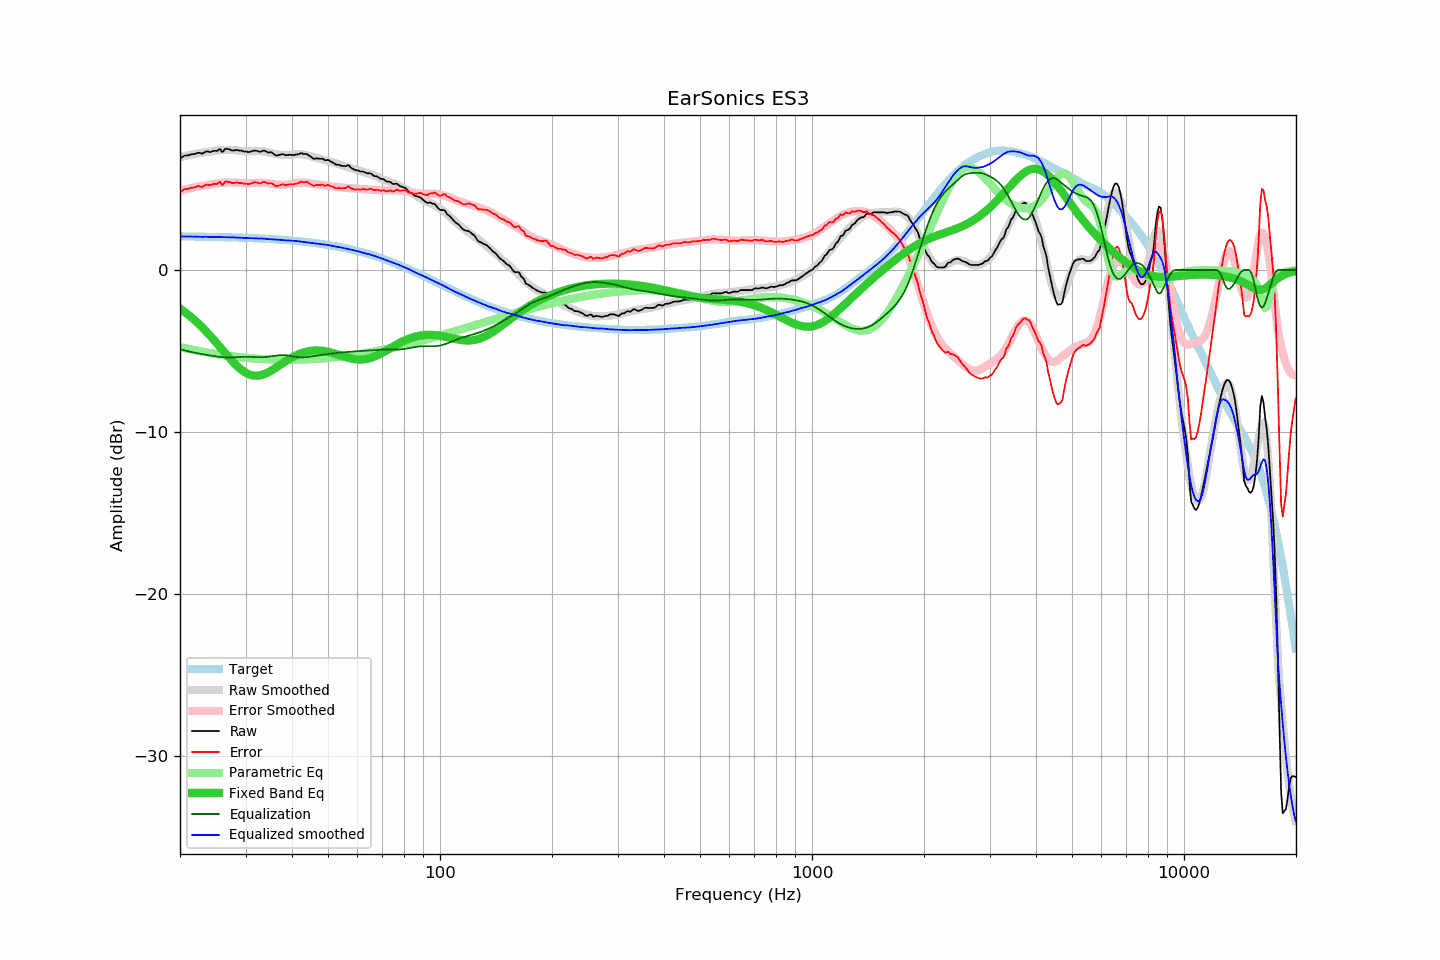 EarSonics ES3
Amplitude (dBr)
0
−10
−20
−30
Target
Raw Smoothed
Error Smoothed
Raw
Error
Parametric Eq
Fixed Band Eq
Equalization
Equalized smoothed
100
1000
10000
Frequency (Hz)